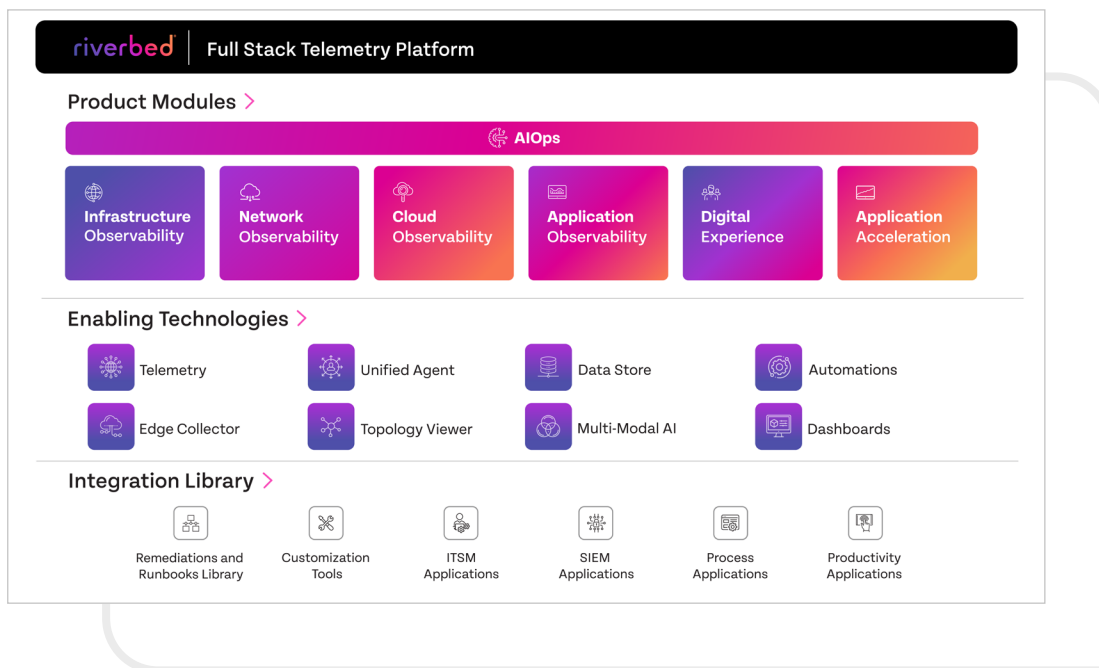 riverbed Full Stack Telemetry Platform
Product Modules
AIOps
Infrastructure
Observability
Network
Observability
Cloud
Observability
Application
Observability
Digital
Experience
Application
Acceleration
Enabling Technologies
Telemetry
Unified Agent
Data Store
Automations
Edge Collector
Topology Viewer
Multi-Modal AI
Dashboards
Integration Library
Remediations and
Runbooks Library
Customization
Tools
ITSM
Applications
SIEM
Applications
Process
Applications
Productivity
Applications